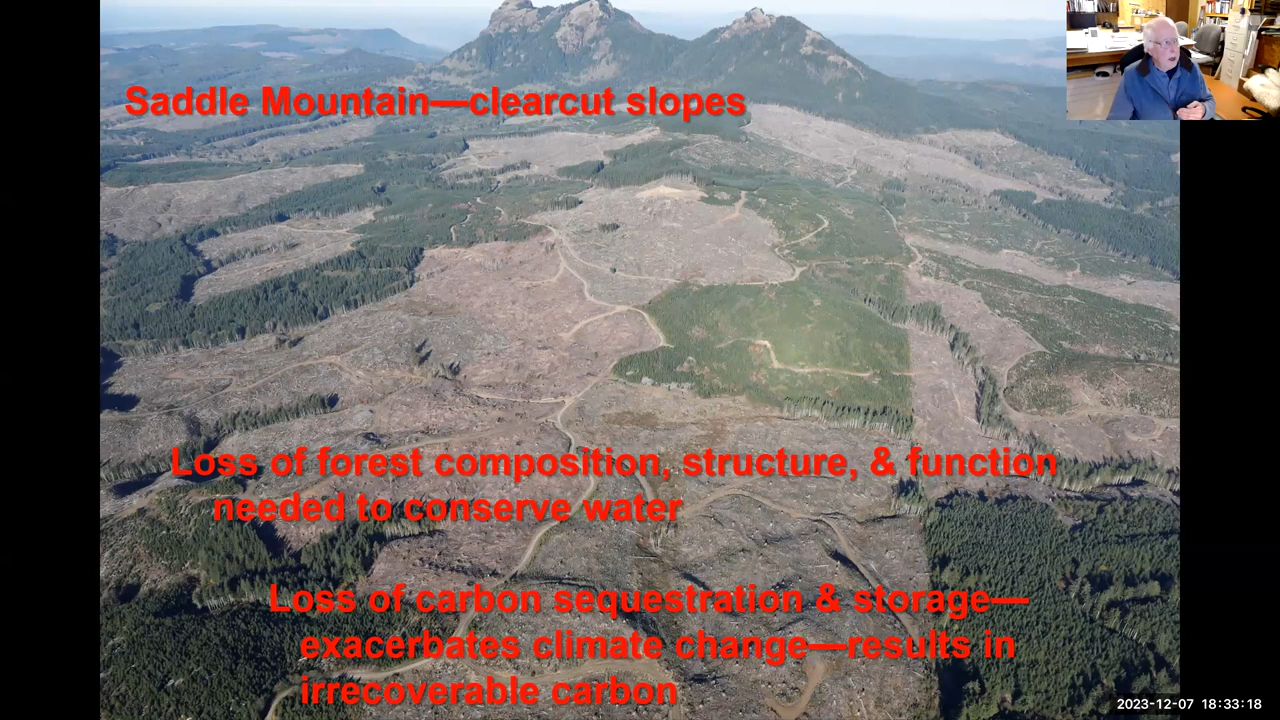 Saddle Mountain—clearcut slopes
Loss of forest composition, structure, & function
needed to conserve water
Loss of carbon sequestration & storage—
exacerbates climate change—results in
irrecoverable carbon
2023-12-07 18:33:18